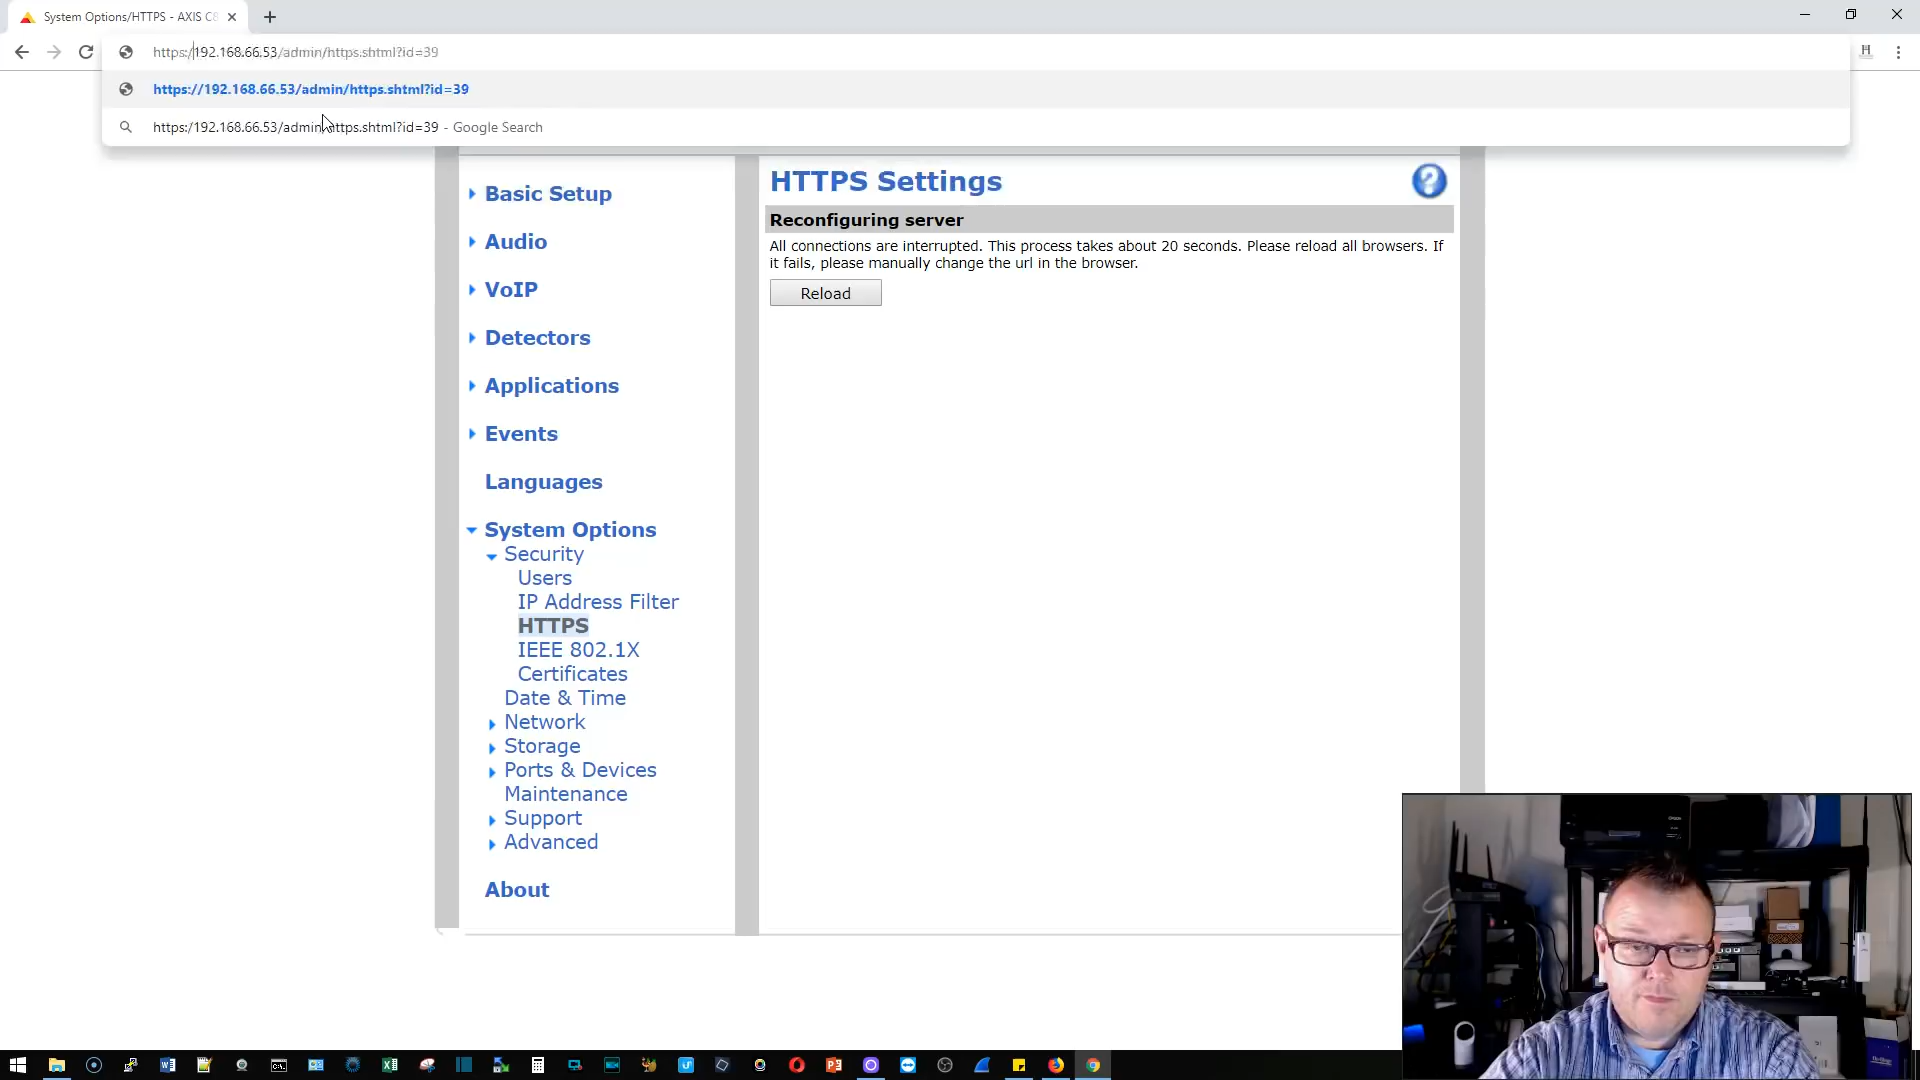 System Options/HTTPS - AXIS C8
https:/192.168.66.53/admin/https.shtml?id=39
https://192.168.66.53/admin/https.shtml?id=39
https:/192.168.66.53/admin/https.shtml?id=39 - Google Search
HTTPS Settings
Reconfiguring server
All connections are interrupted. This process takes about 20 seconds. Please reload all browsers. If
it fails, please manually change the url in the browser.
Reload
Basic Setup
Audio
VoIP
Detectors
Applications
Events
Languages
System Options
Security
Users
IP Address Filter
HTTPS
IEEE 802.1X
Certificates
Date & Time
Network
Storage
Ports & Devices
Maintenance
Support
Advanced
About